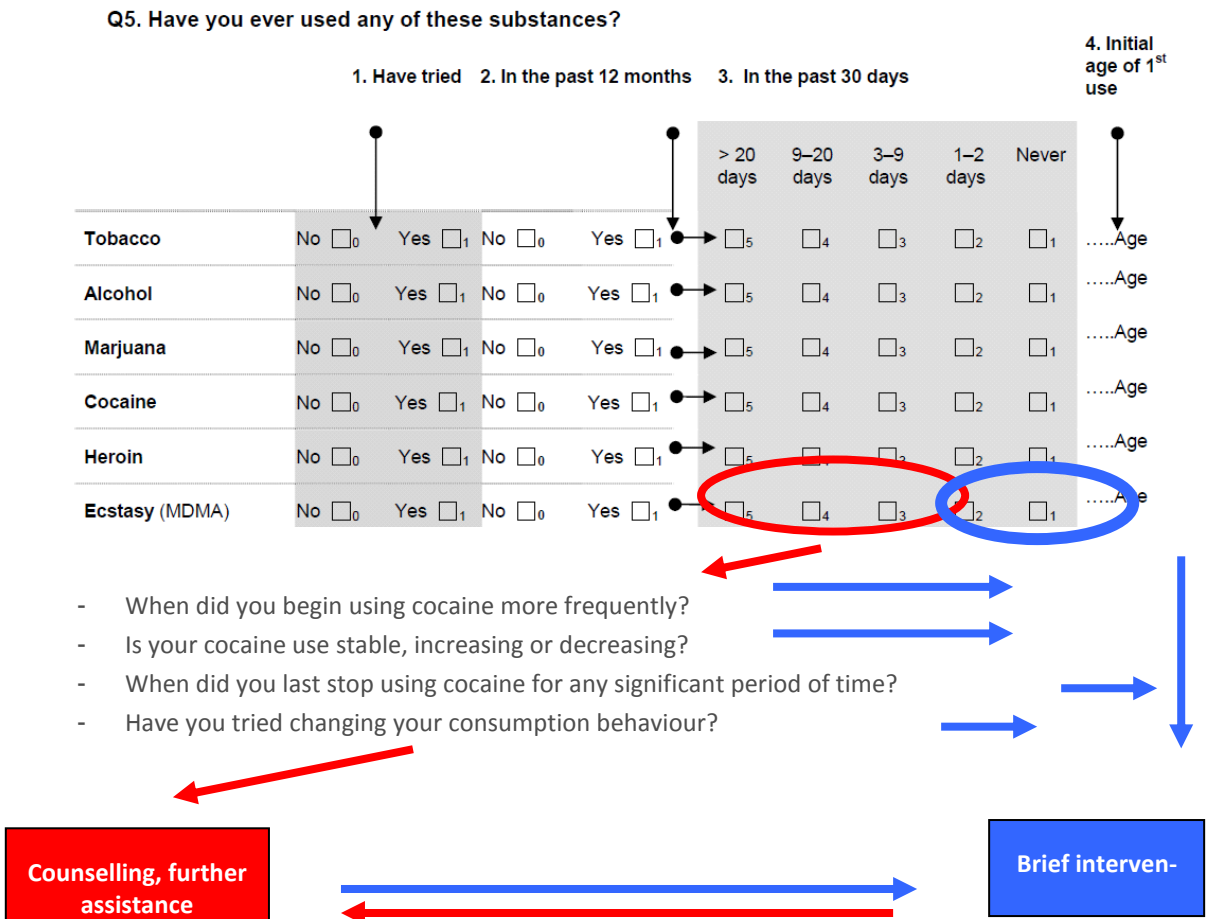 Q5. Have you ever used any of these substances?
1. Have tried 2. In the past 12 months 3. In the past 30 days
4. Initial
age of 1st
use
> 20 9–20 3–9 1–2 Never
days days days days
Tobacco No ☐0 Yes ☐1 No ☐0 Yes ☐1 ☐5 ☐4 ☐3 ☐2 ☐1 …..Age
Alcohol No ☐0 Yes ☐1 No ☐0 Yes ☐1 ☐5 ☐4 ☐3 ☐2 ☐1 …..Age
Marjuana No ☐0 Yes ☐1 No ☐0 Yes ☐1 ☐5 ☐4 ☐3 ☐2 ☐1 …..Age
Cocaine No ☐0 Yes ☐1 No ☐0 Yes ☐1 ☐5 ☐4 ☐3 ☐2 ☐1 …..Age
Heroin No ☐0 Yes ☐1 No ☐0 Yes ☐1 ☐5 ☐4 ☐3 ☐2 ☐1 …..Age
Ecstasy (MDMA) No ☐0 Yes ☐1 No ☐0 Yes ☐1 ☐5 ☐4 ☐3 ☐2 ☐1 …..Age
- When did you begin using cocaine more frequently?
- Is your cocaine use stable, increasing or decreasing?
- When did you last stop using cocaine for any significant period of time?
- Have you tried changing your consumption behaviour?
Counselling, further
assistance
Brief interven-